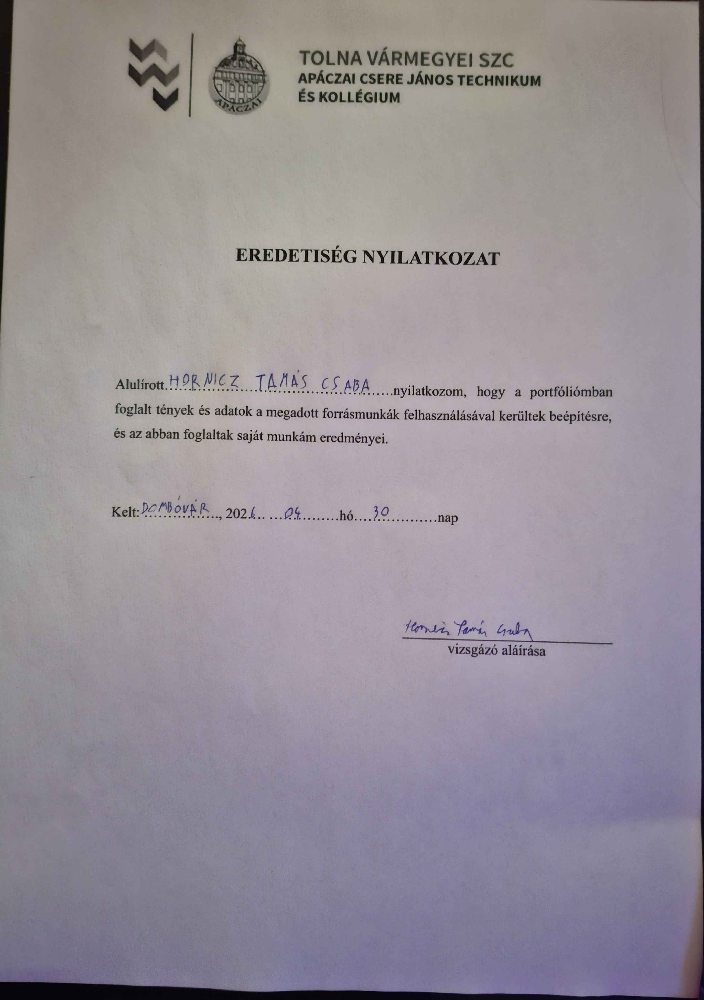 TOLNA VÁRMEGYEI SZC
APÁCZAI CSERE JÁNOS TECHNIKUM
ÉS KOLLÉGIUM
APÁCZAI
EREDETISÉG NYILATKOZAT
Alulírott HORNICZ TAMÁS CSABA nyilatkozom, hogy a portfóliómban
foglalt tények és adatok a megadott forrásmunkák felhasználásával kerültek beépítésre,
és az abban foglaltak saját munkám eredményei.
Kelt: DOMBÓVÁR, 2026 04 hó 30 nap
Hornicz Tamás Csaba
vizsgázó aláírása